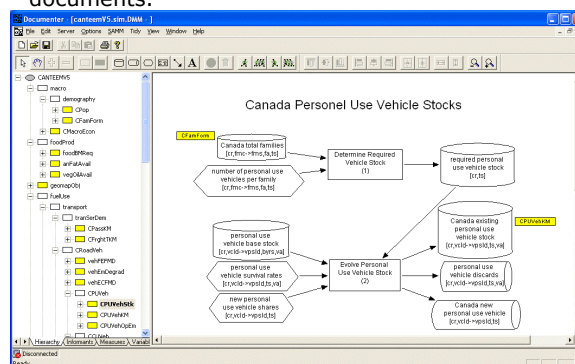 documents.
Documenter - [canteemV5.sim.DMM - ]
File Edit Server Options SAMM Tidy View Window Help
CANTEEMV5
macro
demography
CPop
CFamForm
CMacroEcon
foodProd
foodBMReq
anFatAvail
vegOilAvail
geomapObj
fuelUse
transport
tranSerDem
CPassKM
CFrghtTKM
CRoadVeh
vehFEFMD
vehEmDegrad
vehECFMD
CPUVeh
CPUVehStk
CPUVehKM
CPUVehOpEm
Hierarchy Informants Measures Variabl
Canada Personel Use Vehicle Stocks
CFamForm
Canada total families
[cr,fmc->fms,fa,ts]
number of personal use
vehicles per family
[cr,fmc->fms,fa,ts]
Determine Required
Vehicle Stock
(1)
required personal
use vehicle stock
[cr,ts]
personal use
vehicle base stock
[cr,vcld->vpsld,byrs,va]
personal use
vehicle survival rates
[cr,vcld->vpsld,ts,va]
new personal
use vehicle shares
[cr,vcld->vpsld,ts]
Evolve Personal
Use Vehicle Stock
(2)
Canada existing
personal use
vehicle stock
[cr,vcld->vpsld,ts,va]
CPUVehKM
personal use
vehicle discards
[cr,vcld->vpsld,ts,va]
Canada new
personal use vehicle
[cr,vcld->vpsld,ts]
Disconnected
Ready